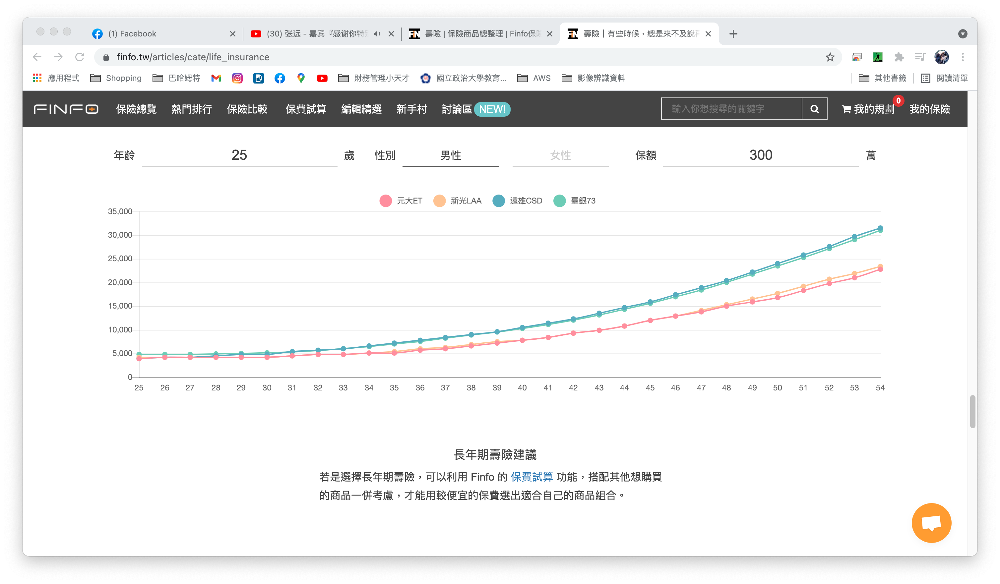 (1) Facebook
(30) 张远 - 嘉宾『感谢你特
壽險 | 保險商品總整理 | Finfo保
壽險｜有些時候，總是來不及說
finfo.tw/articles/cate/life_insurance
應用程式 Shopping 巴哈姆特 財務管理小天才 國立政治大學教育... AWS 影像辨識資料 其他書籤 閱讀清單
FINFO 保險總覽 熱門排行 保險比較 保費試算 編輯精選 新手村 討論區 NEW! 輸入你想搜尋的關鍵字 我的規劃 0 我的保險
年齡 25 歲 性別 男性 女性 保額 300 萬
元大ET 新光LAA 遠雄CSD 臺銀73
35,000
30,000
25,000
20,000
15,000
10,000
5,000
0
25 26 27 28 29 30 31 32 33 34 35 36 37 38 39 40 41 42 43 44 45 46 47 48 49 50 51 52 53 54
長年期壽險建議
若是選擇長年期壽險，可以利用 Finfo 的 保費試算 功能，搭配其他想購買
的商品一併考慮，才能用較便宜的保費選出適合自己的商品組合。